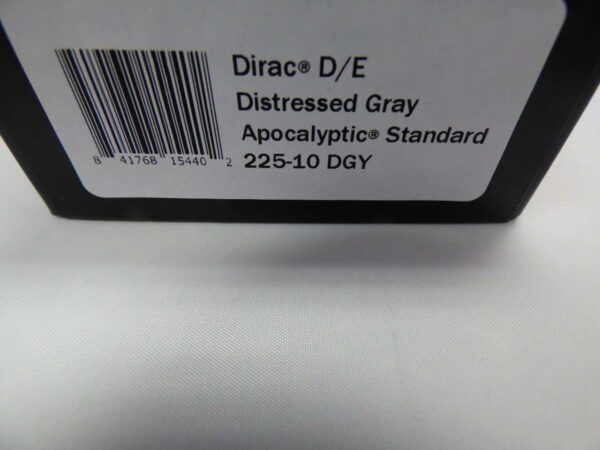 Dirac® D/E
Distressed Gray
Apocalyptic® Standard
225-10 DGY
8 41768 15440 2